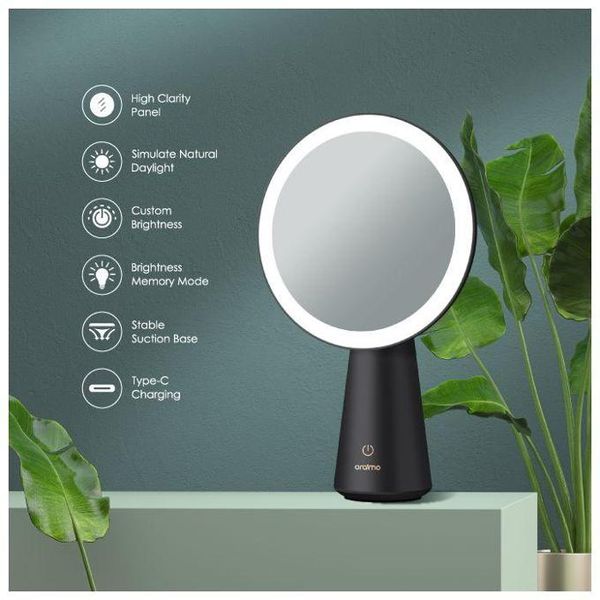 High Clarity
Panel
Simulate Natural
Daylight
Custom
Brightness
Brightness
Memory Mode
Stable
Suction Base
Type-C
Charging
oraimo